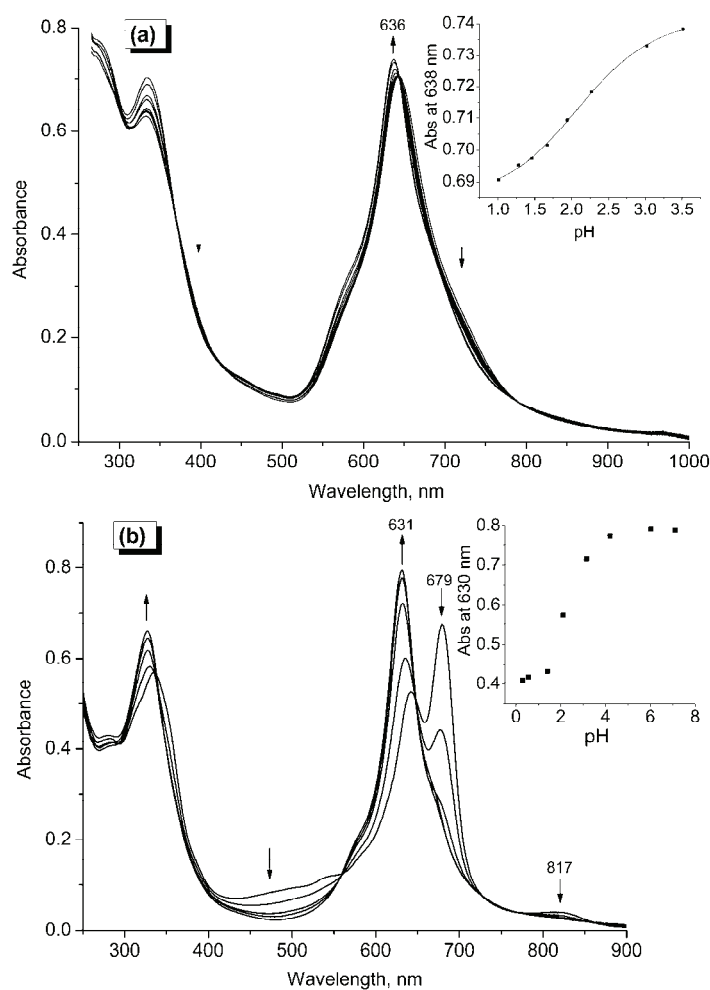 (a)
636
0.8
0.6
0.4
0.2
0.0
Absorbance
300 400 500 600 700 800 900 1000
Wavelength, nm
0.74
0.73
0.72
0.71
0.70
0.69
Abs at 638 nm
1.0 1.5 2.0 2.5 3.0 3.5
pH
(b)
631
679
817
0.8
0.6
0.4
0.2
0.0
Absorbance
300 400 500 600 700 800 900
Wavelength, nm
0.8
0.7
0.6
0.5
0.4
Abs at 630 nm
0 2 4 6 8
pH